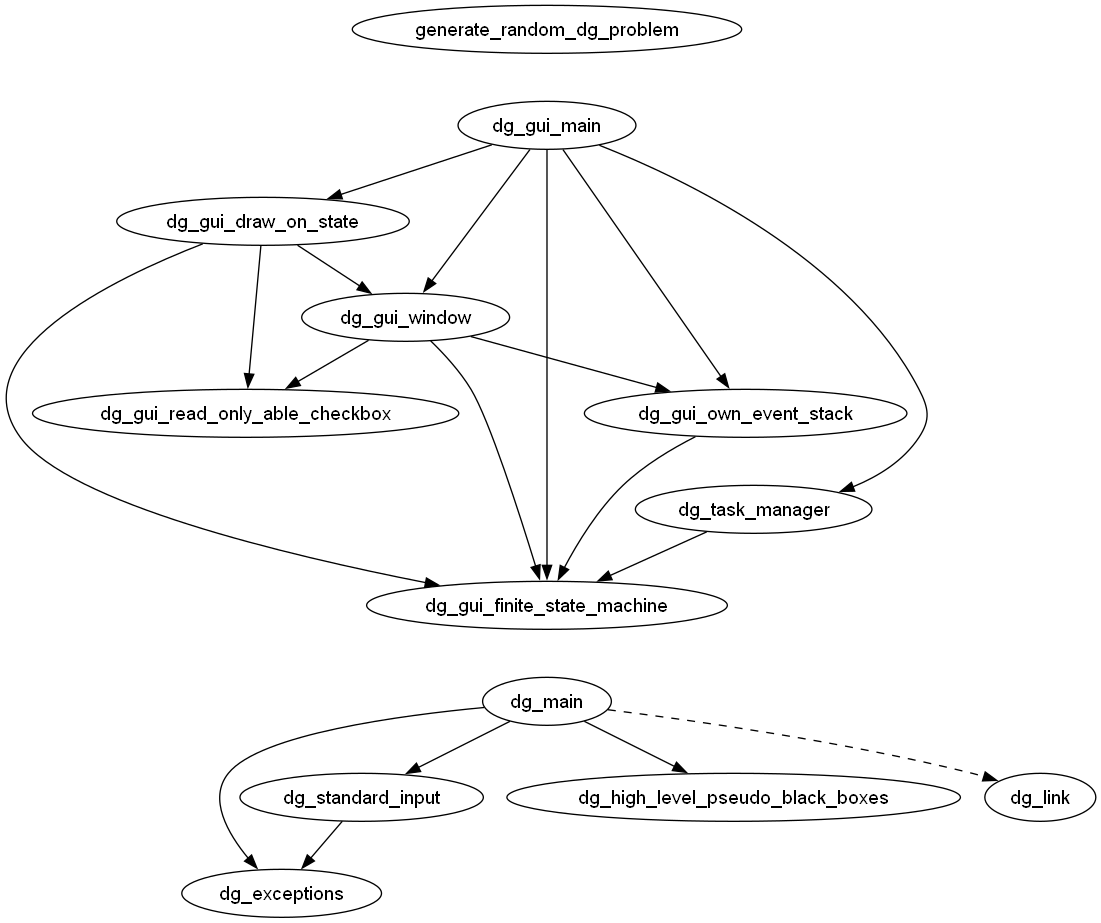 generate_random_dg_problem
dg_gui_main
dg_gui_draw_on_state
dg_gui_window
dg_gui_read_only_able_checkbox
dg_gui_own_event_stack
dg_task_manager
dg_gui_finite_state_machine
dg_main
dg_standard_input
dg_high_level_pseudo_black_boxes
dg_link
dg_exceptions